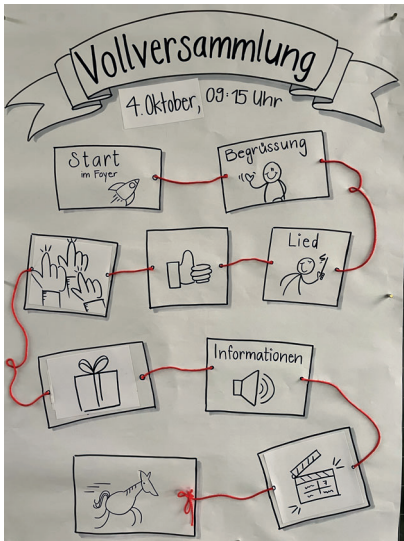 Vollversammlung
4. Oktober, 09:15 Uhr
Start
im Foyer
Begrüssung
Lied
Informationen